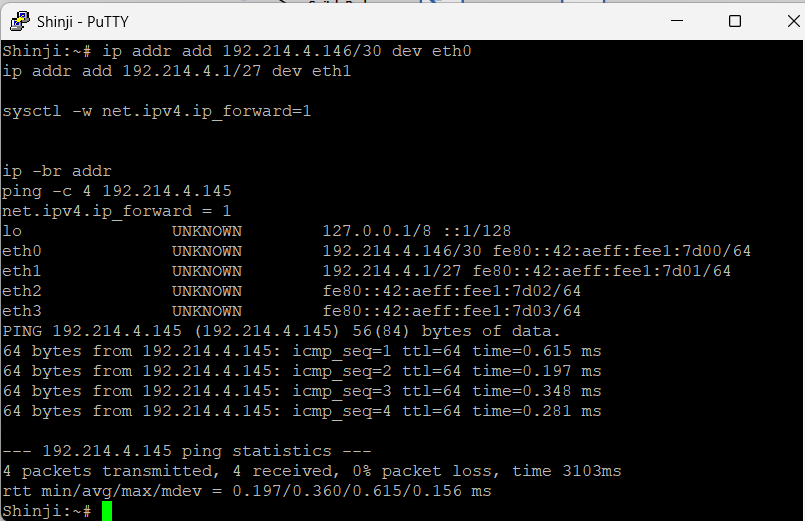 Shinji - PuTTY
Shinji:~# ip addr add 192.214.4.146/30 dev eth0
ip addr add 192.214.4.1/27 dev eth1
sysctl -w net.ipv4.ip_forward=1
ip -br addr
ping -c 4 192.214.4.145
net.ipv4.ip_forward = 1
lo UNKNOWN 127.0.0.1/8 ::1/128
eth0 UNKNOWN 192.214.4.146/30 fe80::42:aeff:fee1:7d00/64
eth1 UNKNOWN 192.214.4.1/27 fe80::42:aeff:fee1:7d01/64
eth2 UNKNOWN fe80::42:aeff:fee1:7d02/64
eth3 UNKNOWN fe80::42:aeff:fee1:7d03/64
PING 192.214.4.145 (192.214.4.145) 56(84) bytes of data.
64 bytes from 192.214.4.145: icmp_seq=1 ttl=64 time=0.615 ms
64 bytes from 192.214.4.145: icmp_seq=2 ttl=64 time=0.197 ms
64 bytes from 192.214.4.145: icmp_seq=3 ttl=64 time=0.348 ms
64 bytes from 192.214.4.145: icmp_seq=4 ttl=64 time=0.281 ms
--- 192.214.4.145 ping statistics ---
4 packets transmitted, 4 received, 0% packet loss, time 3103ms
rtt min/avg/max/mdev = 0.197/0.360/0.615/0.156 ms
Shinji:~#